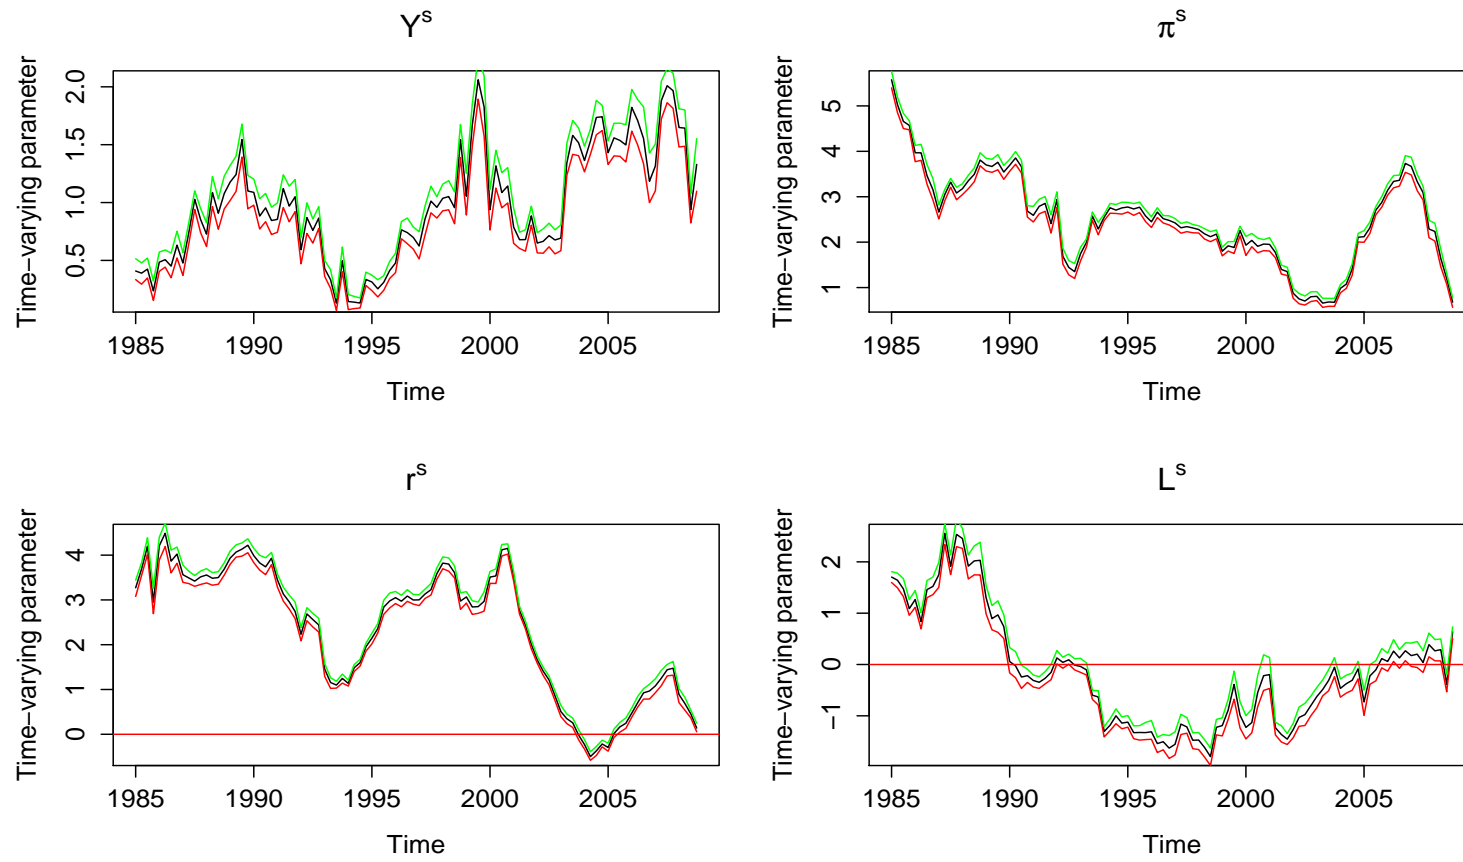 Y^s
Time−varying parameter
0.5 1.0 1.5 2.0
1985 1990 1995 2000 2005
Time
π^s
Time−varying parameter
1 2 3 4 5
1985 1990 1995 2000 2005
Time
r^s
Time−varying parameter
0 1 2 3 4
1985 1990 1995 2000 2005
Time
L^s
Time−varying parameter
−1 0 1 2
1985 1990 1995 2000 2005
Time